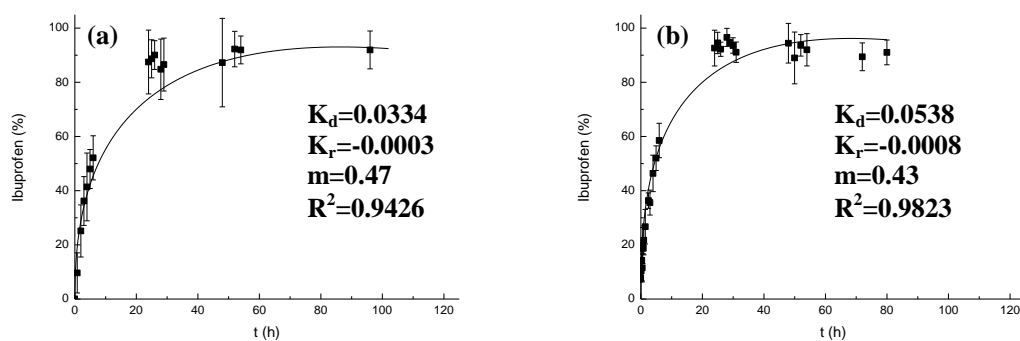 (a)
100
80
60
40
20
0
Ibuprofen (%)
K_d=0.0334
K_r=-0.0003
m=0.47
R²=0.9426
0 20 40 60 80 100 120
t (h)
(b)
100
80
60
40
20
0
Ibuprofen (%)
K_d=0.0538
K_r=-0.0008
m=0.43
R²=0.9823
0 20 40 60 80 100 120
t (h)